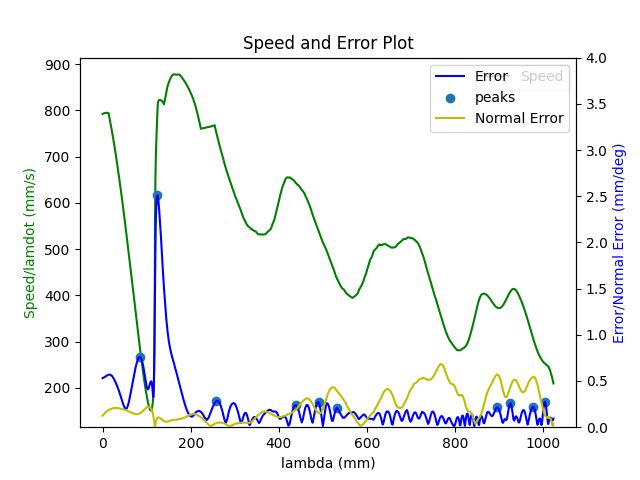 Speed and Error Plot
900
800
700
600
500
400
300
200
4.0
3.5
3.0
2.5
2.0
1.5
1.0
0.5
0.0
0 200 400 600 800 1000
lambda (mm)
Speed/lamdot (mm/s)
Error/Normal Error (mm/deg)
Error
Speed
peaks
Normal Error